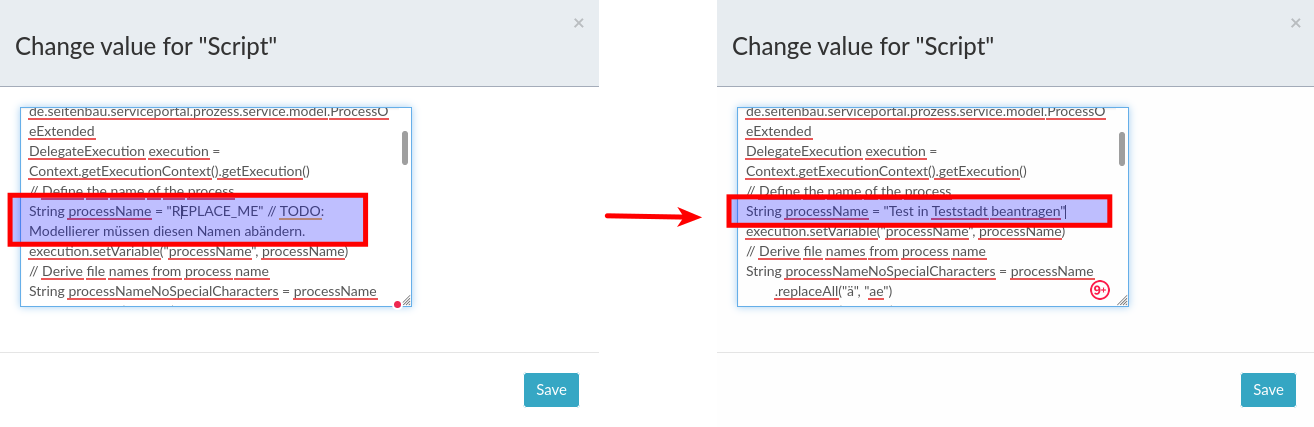 ×
Change value for "Script"
de.seitenbau.serviceportal.prozess.service.model.ProcessO
eExtended
DelegateExecution execution =
Context.getExecutionContext().getExecution()
// Define the name of the process
String processName = "REPLACE_ME" // TODO:
Modellierer müssen diesen Namen abändern.
execution.setVariable("processName", processName)
// Derive file names from process name
String processNameNoSpecialCharacters = processName
Save
×
Change value for "Script"
de.seitenbau.serviceportal.prozess.service.model.ProcessO
eExtended
DelegateExecution execution =
Context.getExecutionContext().getExecution()
// Define the name of the process
String processName = "Test in Teststadt beantragen"
execution.setVariable("processName", processName)
// Derive file names from process name
String processNameNoSpecialCharacters = processName
.replaceAll("ä", "ae")
9+
Save